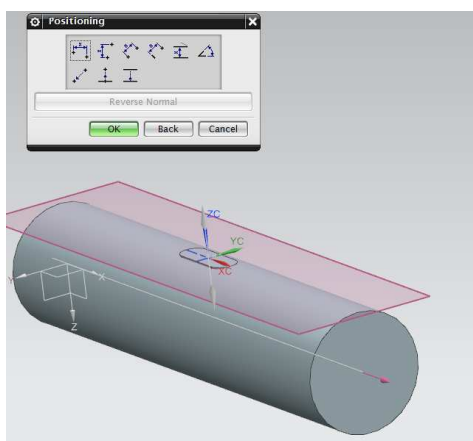 Positioning
Reverse Normal
OK Back Cancel
ZC
YC
XC
Y X
Z